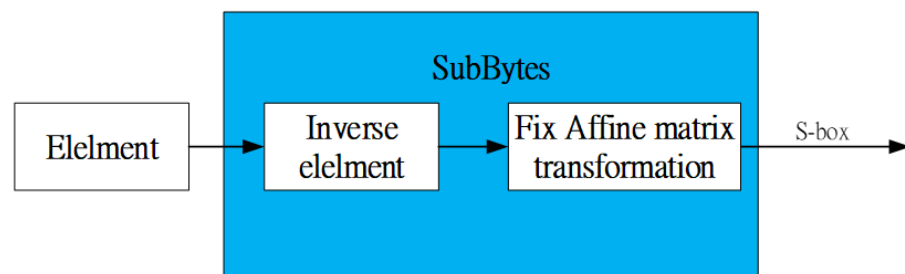 SubBytes
Elelment
Inverse
elelment
Fix Affine matrix
transformation
S-box